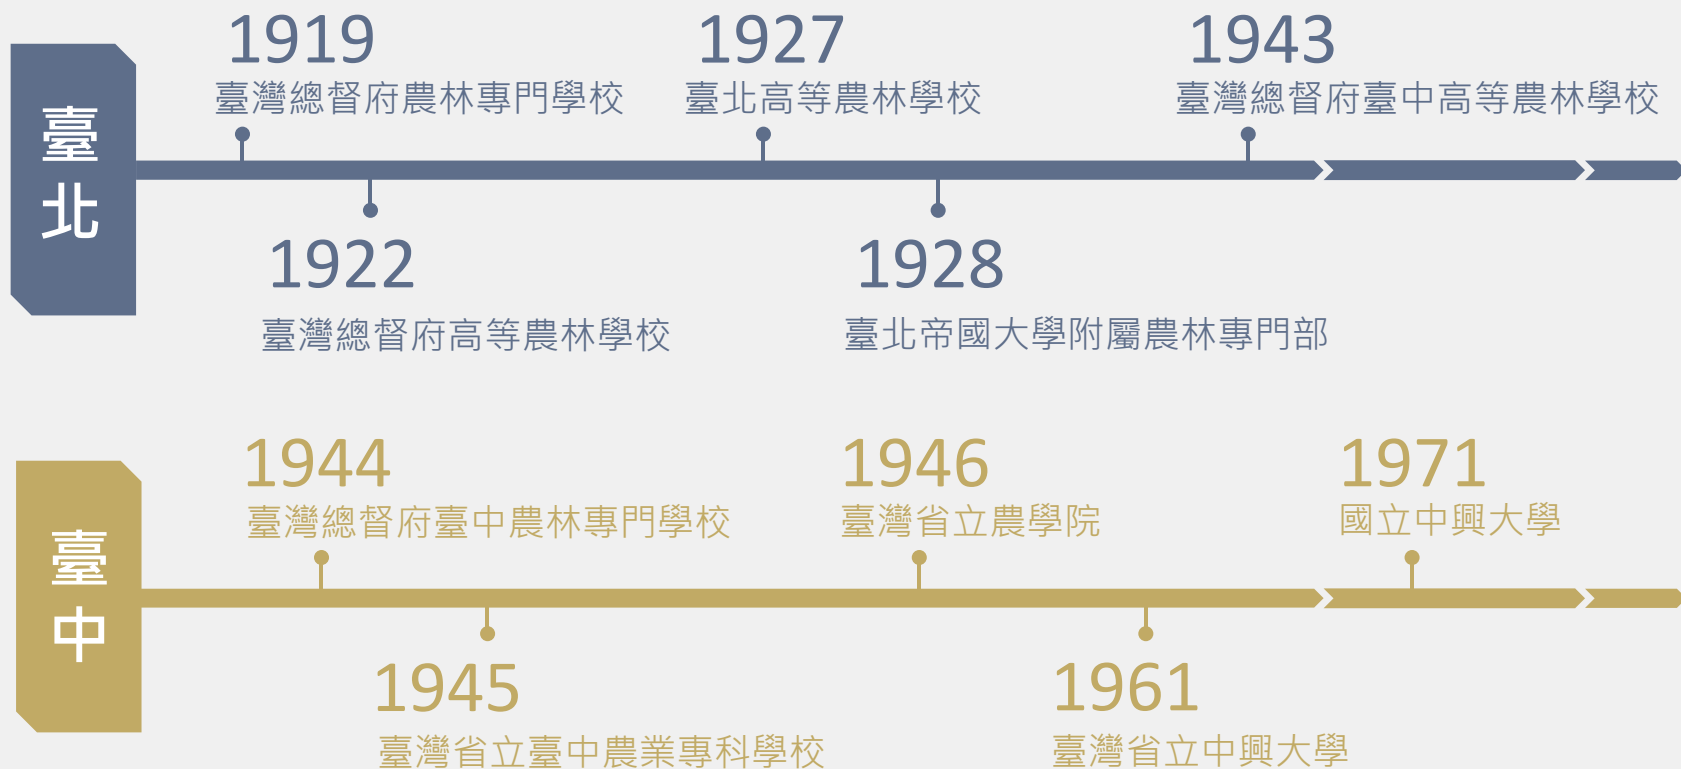 臺北
1919
臺灣總督府農林專門學校
1922
臺灣總督府高等農林學校
1927
臺北高等農林學校
1928
臺北帝國大學附屬農林專門部
1943
臺灣總督府臺中高等農林學校
臺中
1944
臺灣總督府臺中農林專門學校
1945
臺灣省立臺中農業專科學校
1946
臺灣省立農學院
1961
臺灣省立中興大學
1971
國立中興大學